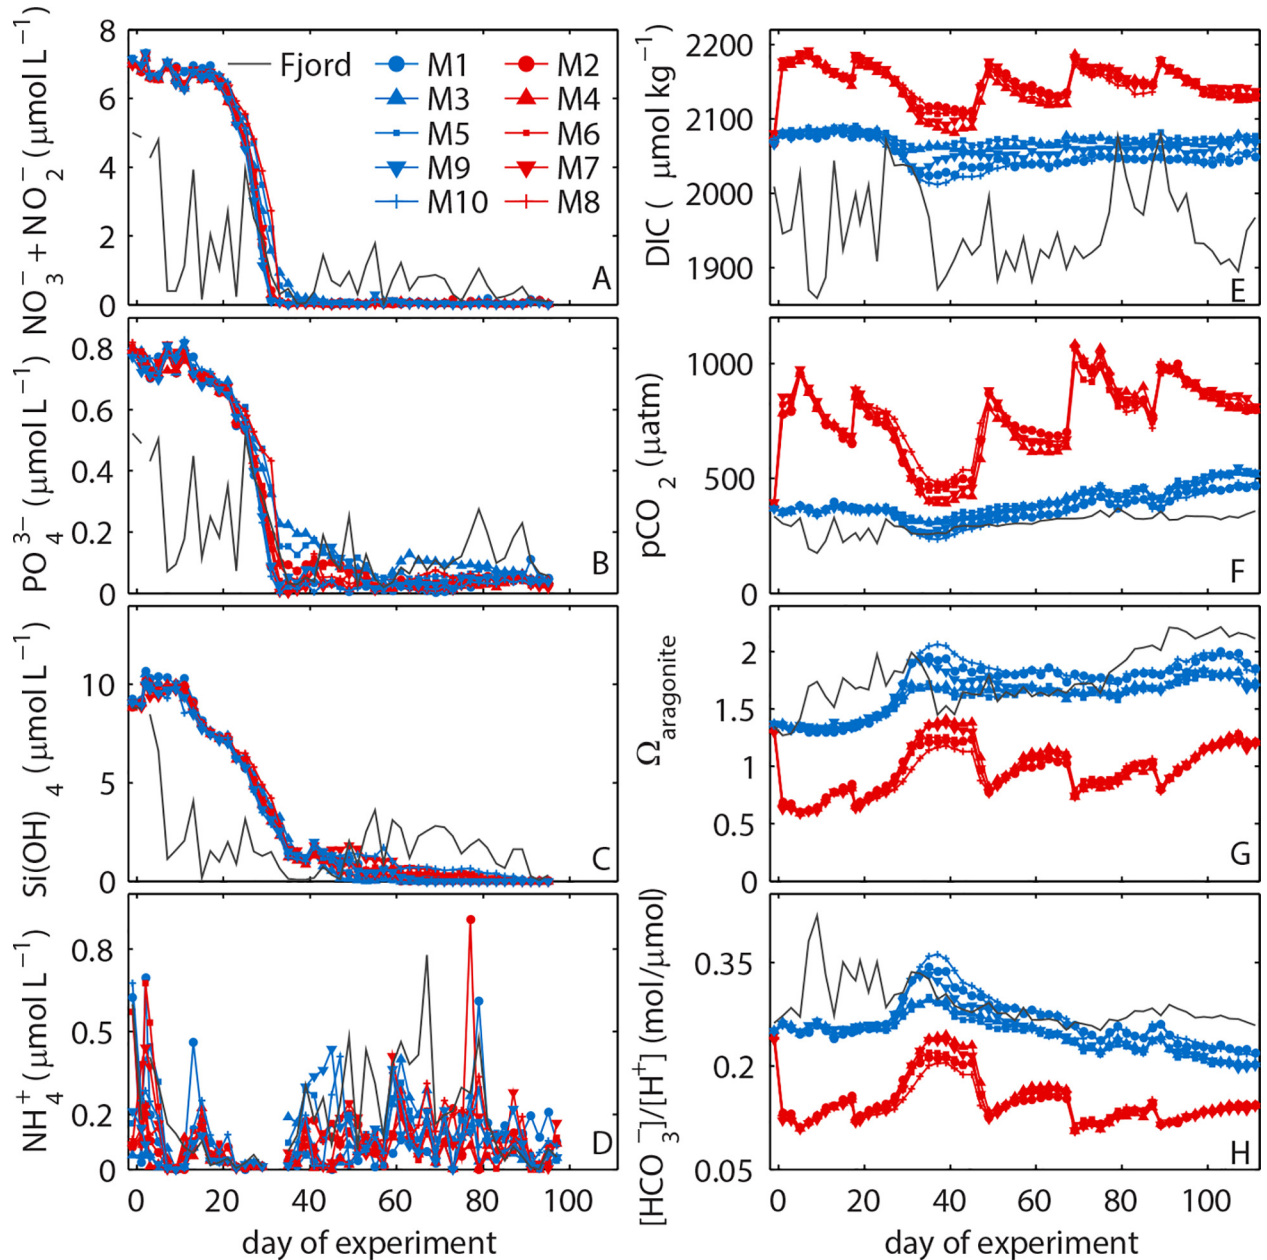 NO₃⁻ + NO₂⁻ (μmol L⁻¹)
8
6
4
2
0
Fjord
M1
M2
M3
M4
M5
M6
M9
M7
M10
M8
A
PO₄³⁻ (μmol L⁻¹)
0.8
0.6
0.4
0.2
0
B
Si(OH)₄ (μmol L⁻¹)
10
5
0
C
NH₄⁺ (μmol L⁻¹)
0.8
0.5
0.2
0
D
0
20
40
60
80
100
day of experiment
DIC ( μmol kg⁻¹)
2200
2100
2000
1900
E
pCO₂ (μatm)
1000
500
0
F
Ωaragonite
2
1.5
1
0.5
0
G
[HCO₃⁻]/[H⁺] (mol/μmol)
0.35
0.2
0.05
H
0
20
40
60
80
100
day of experiment